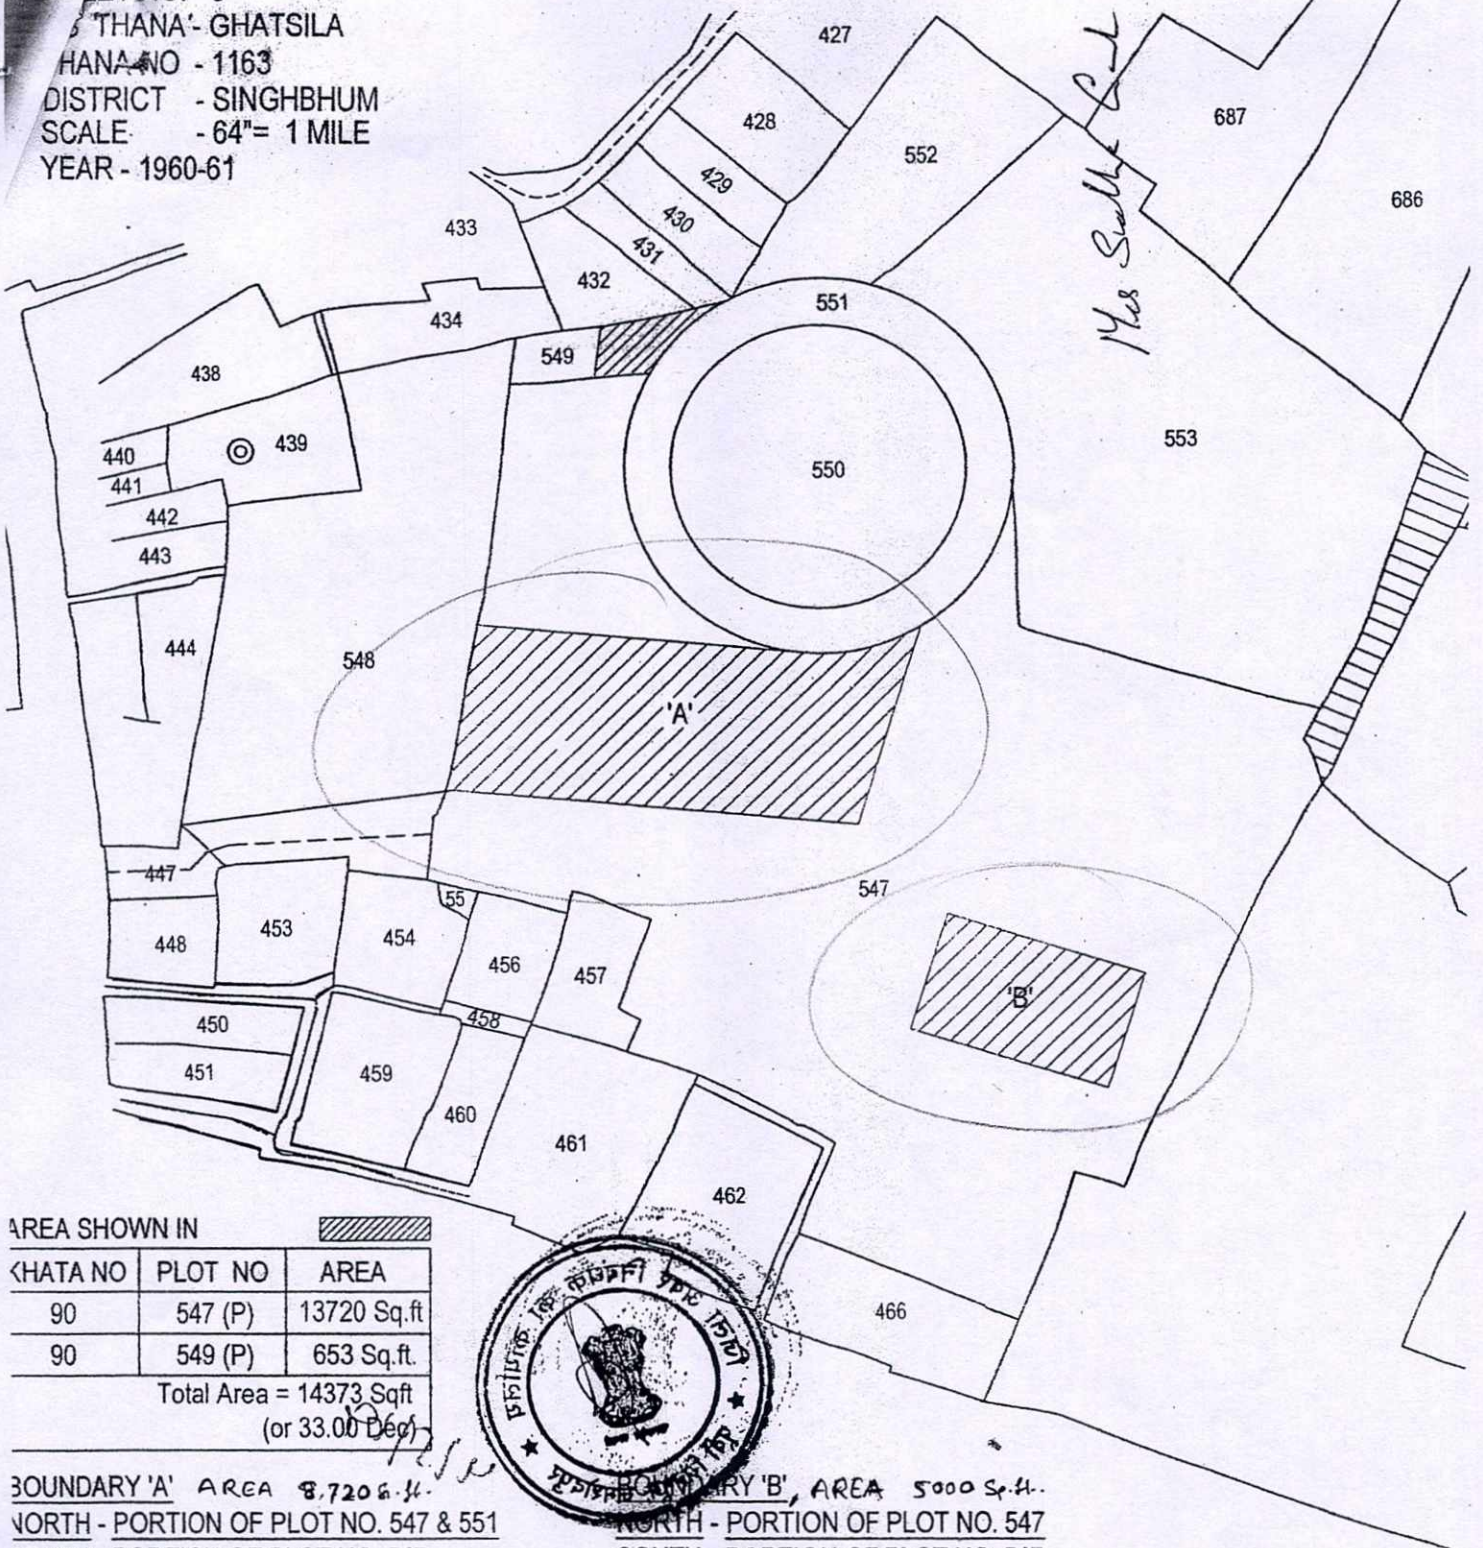 'THANA'- GHATSILA
HANA NO - 1163
DISTRICT - SINGHBHUM
SCALE - 64"= 1 MILE
YEAR - 1960-61
427
428
429
430
431
432
433
434
552
687
686
551
549
550
553
438
439
440
441
442
443
444
548
'A'
547
'B'
447
448
453
454
55
456
457
458
450
451
459
460
461
462
466
AREA SHOWN IN
KHATA NO PLOT NO AREA
90 547 (P) 13720 Sq.ft
90 549 (P) 653 Sq.ft.
Total Area = 14373 Sqft
(or 33.00 Dec)
BOUNDARY 'A' AREA 8,720 S.ft.
NORTH - PORTION OF PLOT NO. 547 & 551
BOUNDARY 'B', AREA 5000 Sq.ft.
NORTH - PORTION OF PLOT NO. 547